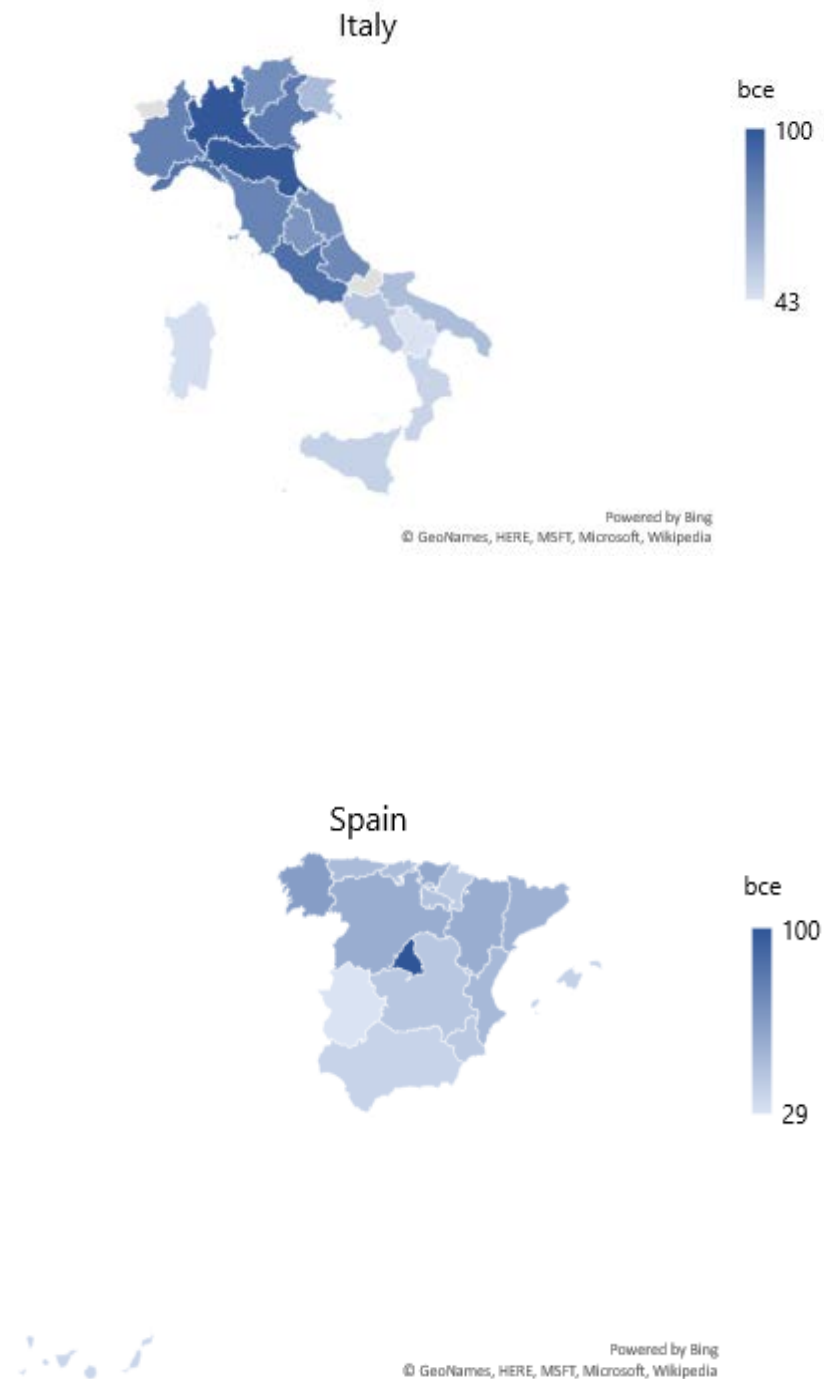 Italy
bce
100
43
Powered by Bing
© GeoNames, HERE, MSFT, Microsoft, Wikipedia
Spain
bce
100
29
Powered by Bing
© GeoNames, HERE, MSFT, Microsoft, Wikipedia